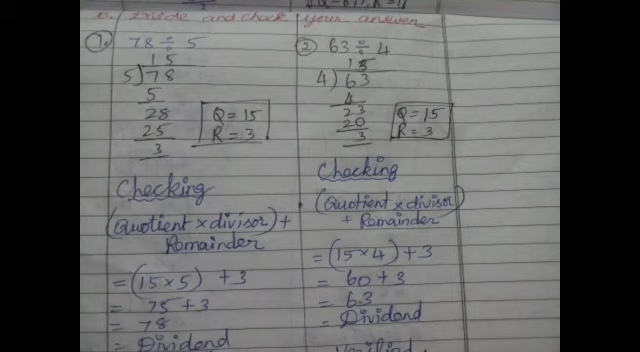 Q=
R=
D. Divide and check your answer
1. 78 ÷ 5
15
5)78
5
28
25
3
Q = 15
R = 3
Checking
(Quotient x divisor) +
Remainder
= (15 x 5) + 3
= 75 + 3
= 78
= Dividend
2 63 ÷ 4
15
4) 63
4
23
20
3
Q = 15
R = 3
Checking
(Quotient x divisor)
+ Remainder
= (15 x 4) + 3
= 60 + 3
= 63
= Dividend
Verified.